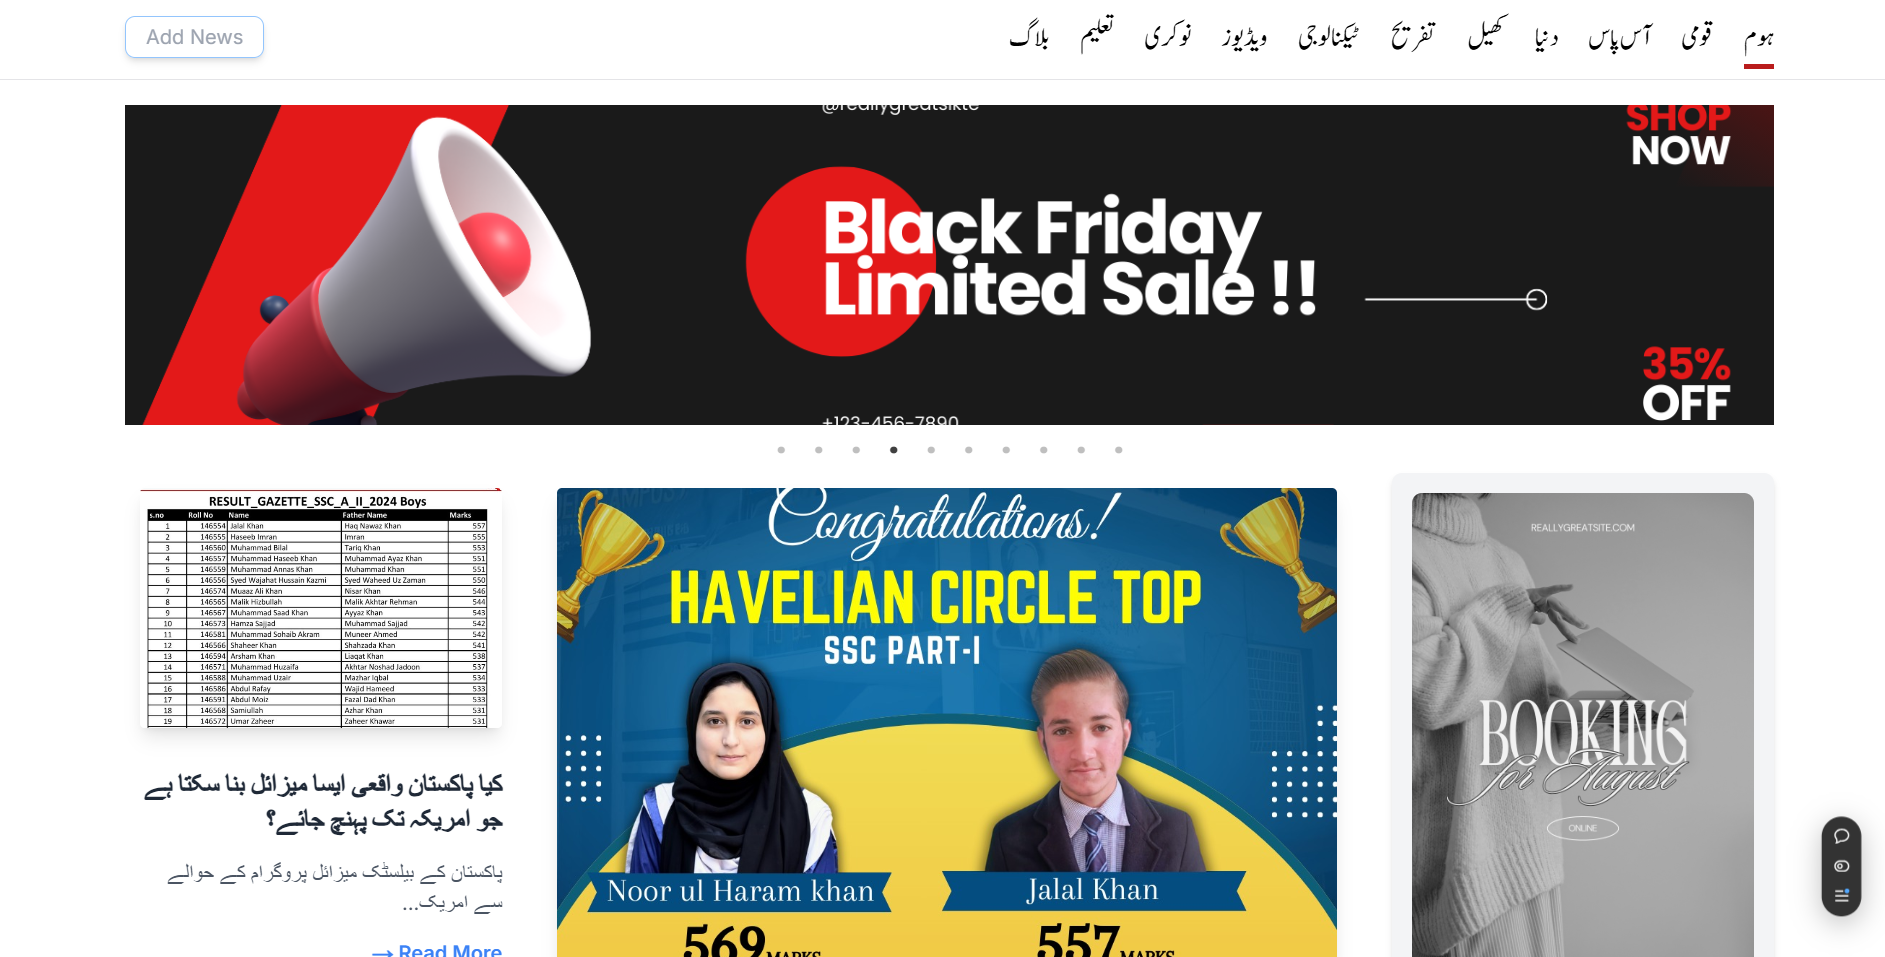 Add News
ہوم
قومی
آس پاس
دنیا
کھیل
تفریح
ٹیکنالوجی
ویڈیوز
نوکری
تعلیم
بلاگ
@reallygreatsikte
SHOP
NOW
Black Friday
Limited Sale !!
35%
OFF
+123-456-7890
RESULT_GAZETTE_SSC_A_II_2024 Boys
s.no Roll No Name Father Name Marks
1 146554 Jalal Khan Haq Nawaz Khan 557
2 146555 Haseeb Imran Imran 555
3 146560 Muhammad Bilal Tariq Khan 553
4 146557 Muhammad Haseeb Khan Muhammad Ayaz Khan 551
5 146559 Muhammad Annas Khan Muhammad Khan 551
6 146556 Syed Wajahat Hussain Kazmi Syed Waheed Uz Zaman 550
7 146574 Muaaz Ali Khan Nisar Khan 546
8 146565 Malik Hizbullah Malik Akhtar Rehman 544
9 146567 Muhammad Saad Khan Ayyaz Khan 543
10 146573 Hamza Sajjad Muhammad Sajjad 542
11 146581 Muhammad Sohaib Akram Muneer Ahmed 542
12 146566 Shaheer Khan Shahzada Khan 541
13 146594 Arsham Khan Liaqat Khan 538
14 146571 Muhammad Huzaifa Akhtar Noshad Jadoon 537
15 146588 Muhammad Uzair Mazhar Iqbal 534
16 146586 Abdul Rafay Wajid Hameed 533
17 146591 Abdul Moiz Fazal Dad Khan 533
18 146568 Samiullah Azhar Khan 531
19 146572 Umar Zaheer Zaheer Khawar 531
کیا پاکستان واقعی ایسا میزائل بنا سکتا ہے
جو امریکہ تک پہنچ جائے؟
پاکستان کے بیلسٹک میزائل پروگرام کے حوالے
سے امریک...
Read More →
Congratulations!
HAVELIAN CIRCLE TOP
SSC PART-I
Noor ul Haram khan
569 MARKS
Jalal Khan
557 MARKS
REALLYGREATSITE.COM
BOOKING
for August
ONLINE